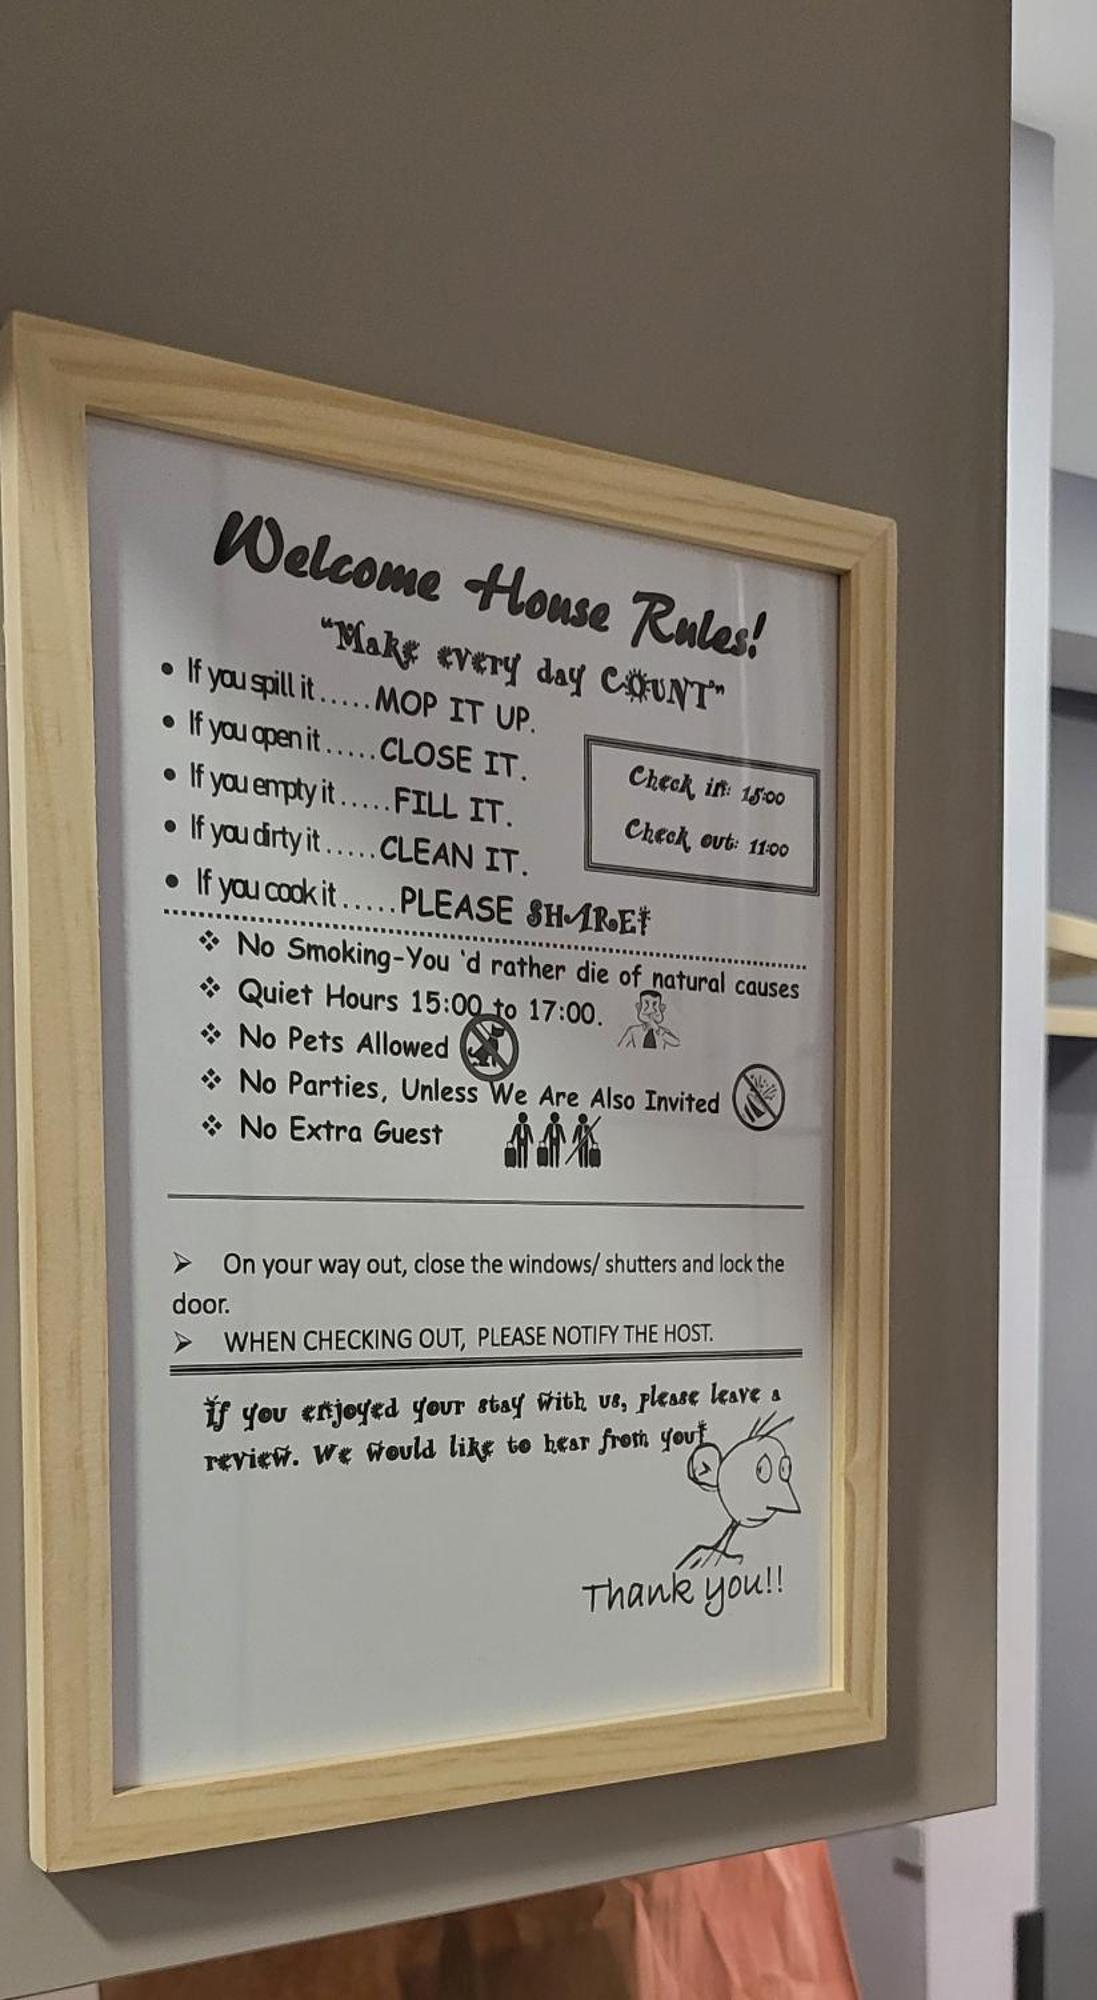 Welcome House Rules!
"Make every day COUNT"
• If you spill it.....MOP IT UP.
• If you open it.....CLOSE IT.
• If you empty it.....FILL IT.
• If you dirty it.....CLEAN IT.
• If you cook it.....PLEASE SHARE!
Check in: 15:00
Check out: 11:00
❖ No Smoking-You 'd rather die of natural causes
❖ Quiet Hours 15:00 to 17:00.
❖ No Pets Allowed
❖ No Parties, Unless We Are Also Invited
❖ No Extra Guest
➢ On your way out, close the windows/ shutters and lock the
door.
➢ WHEN CHECKING OUT, PLEASE NOTIFY THE HOST.
If you enjoyed your stay with us, please leave a
review. We would like to hear from you!
Thank you!!